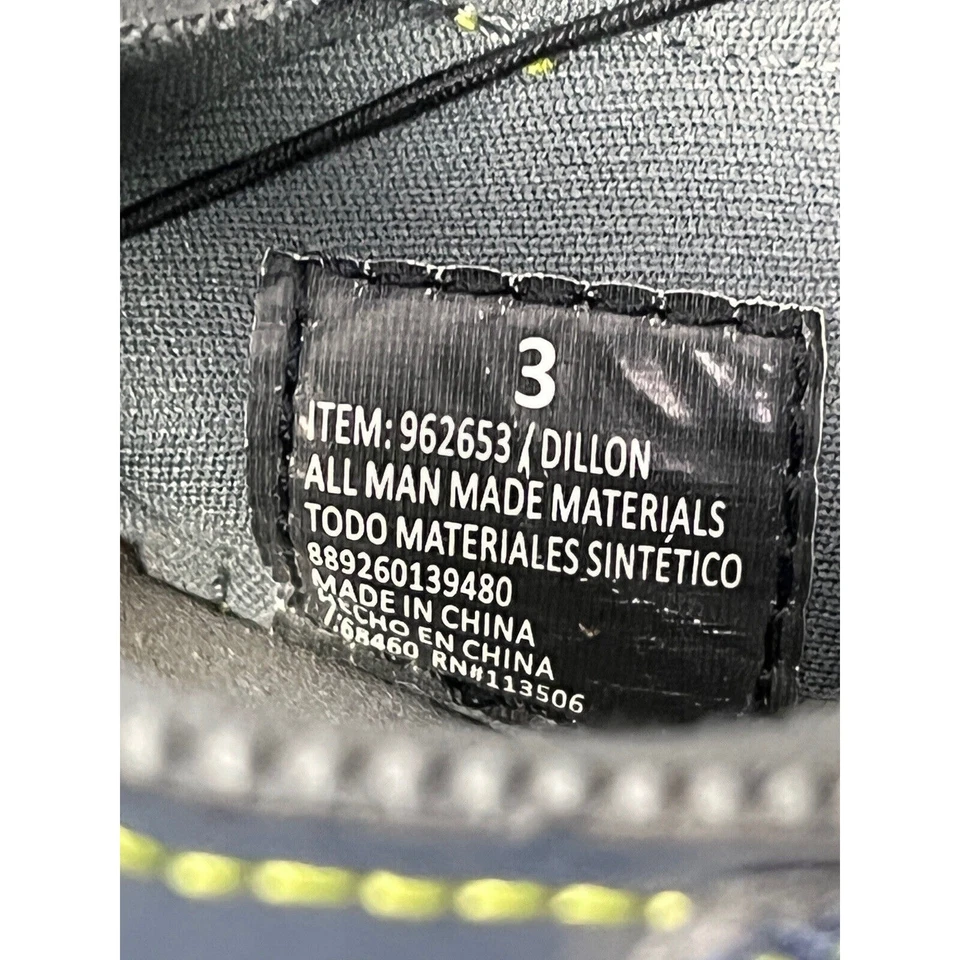 3
ITEM: 962653 / DILLON
ALL MAN MADE MATERIALS
TODO MATERIALES SINTÉTICO
889260139480
MADE IN CHINA
HECHO EN CHINA
RN#113506